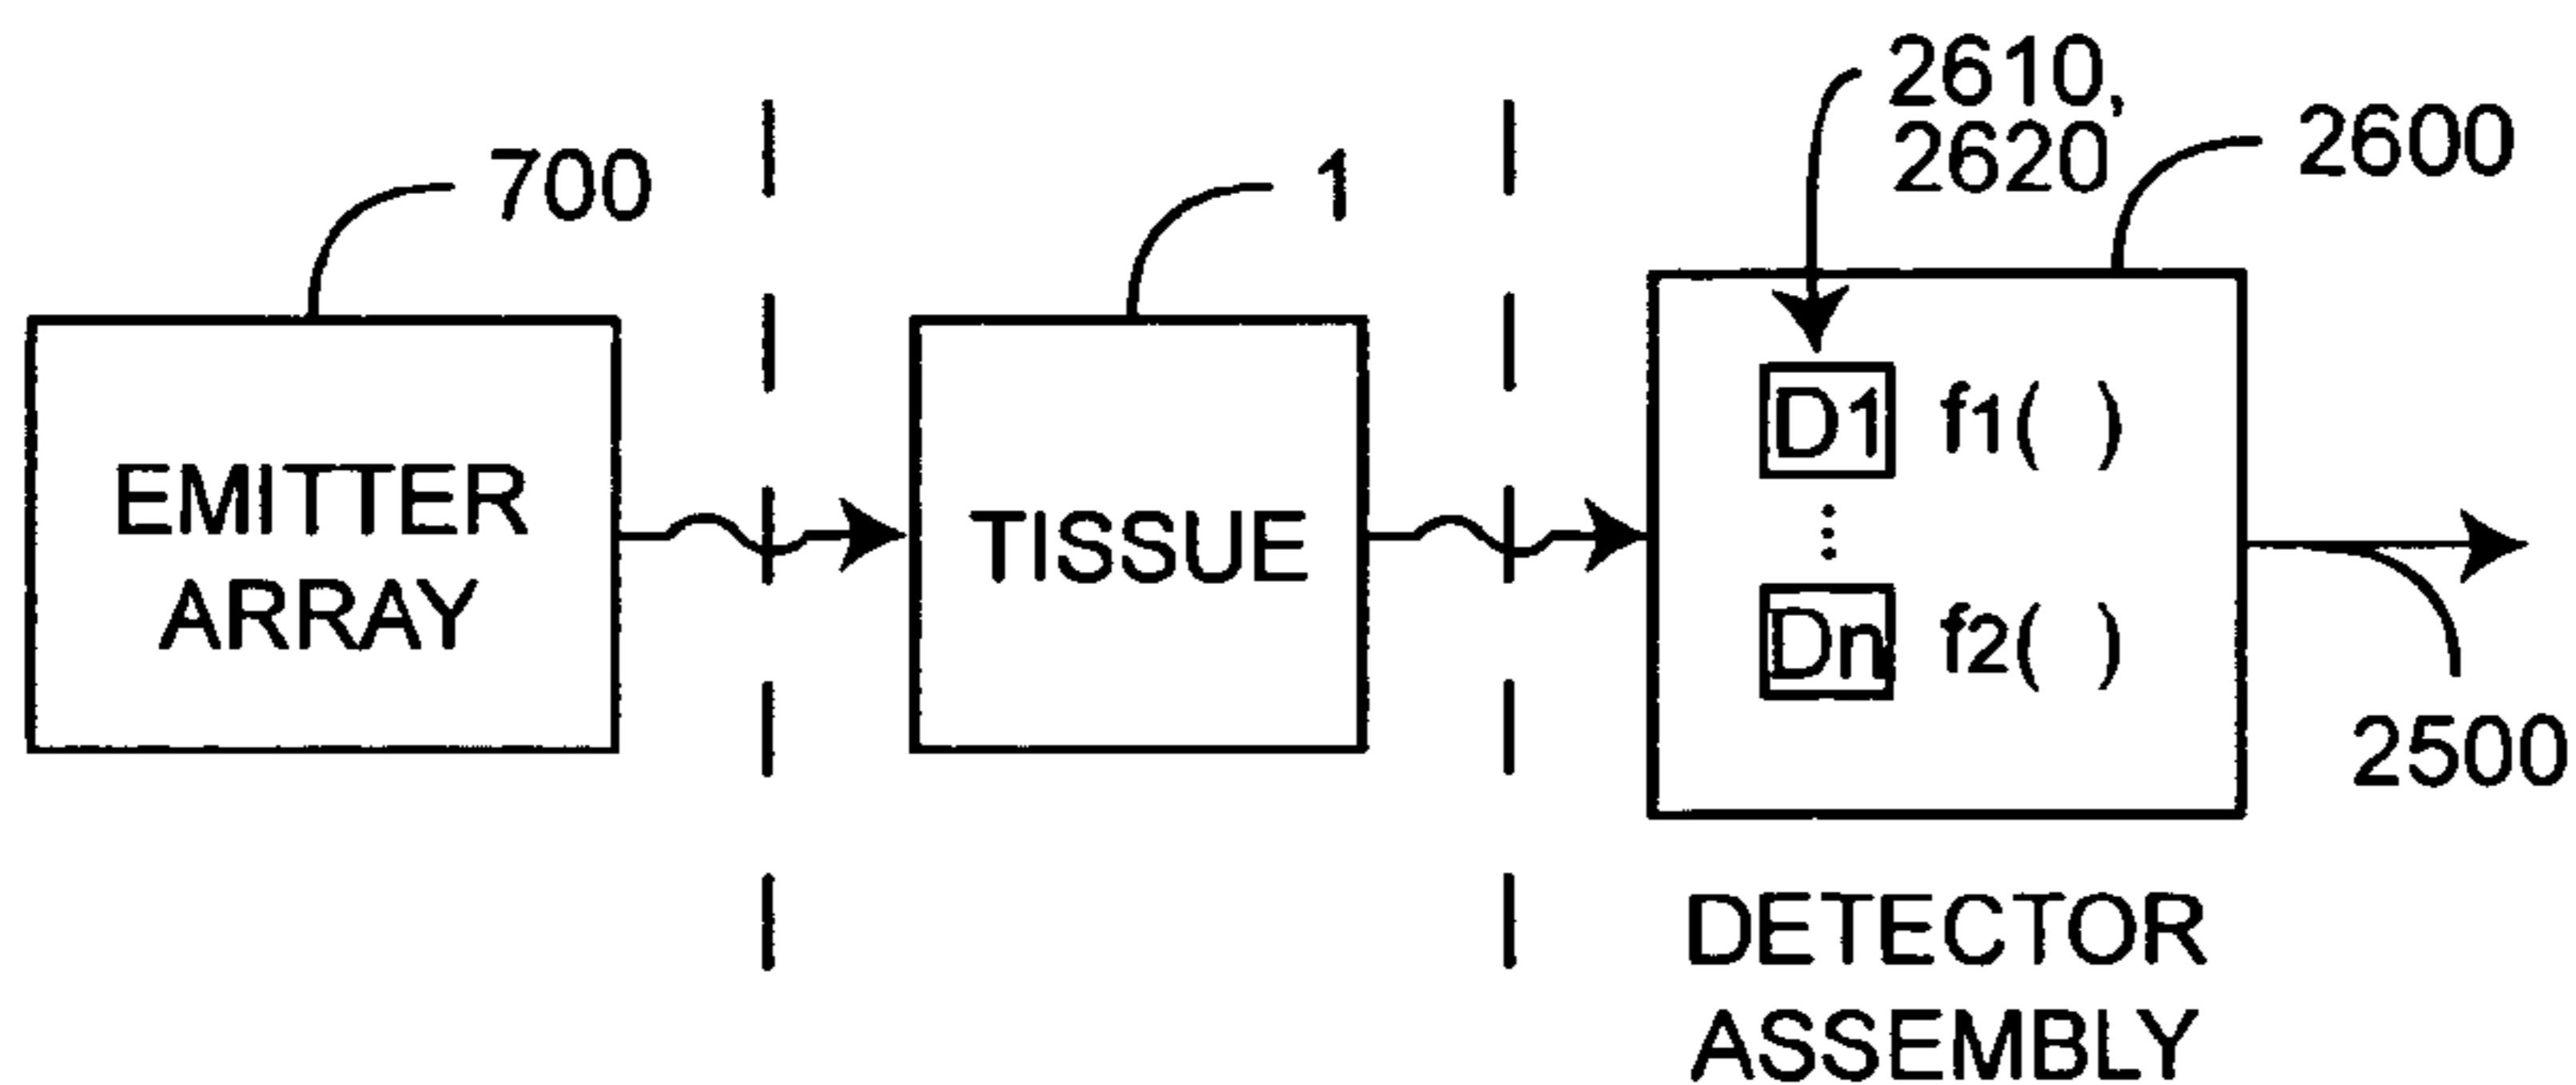 2610,
2620
2600
700
1
EMITTER
ARRAY
TISSUE
D1 f1( )
Dn f2( )
2500
DETECTOR
ASSEMBLY